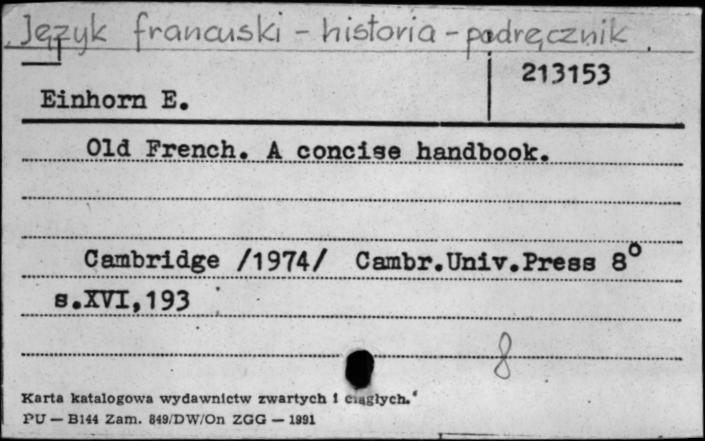 Język francuski - historia - podręcznik
213153
Einhorn E.
Old French. A concise handbook.
Cambridge /1974/ Cambr.Univ.Press 8°
s.XVI,193
8
Karta katalogowa wydawnictw zwartych i ciągłych.
PU — B144 Zam. 849/DW/On ZGG — 1991